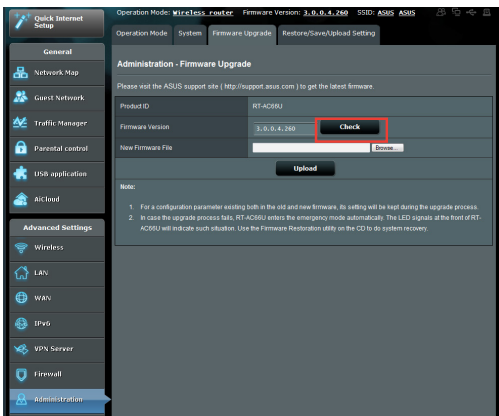 Quick Internet Setup
Operation Mode: Wireless router Firmware Version: 3.0.0.4.260 SSID: ASUS ASUS
Operation Mode System Firmware Upgrade Restore/Save/Upload Setting
General
Network Map
Guest Network
Traffic Manager
Parental control
USB application
AiCloud
Advanced Settings
Wireless
LAN
WAN
IPv6
VPN Server
Firewall
Administration
Administration - Firmware Upgrade
Please visit the ASUS support site ( http://support.asus.com ) to get the latest firmware.
Product ID RT-AC66U
Firmware Version 3.0.0.4.260 Check
New Firmware File Browse...
Upload
Note:
1. For a configuration parameter existing both in the old and new firmware, its setting will be kept during the upgrade process.
2. In case the upgrade process fails, RT-AC66U enters the emergency mode automatically. The LED signals at the front of RT-
AC66U will indicate such situation. Use the Firmware Restoration utility on the CD to do system recovery.